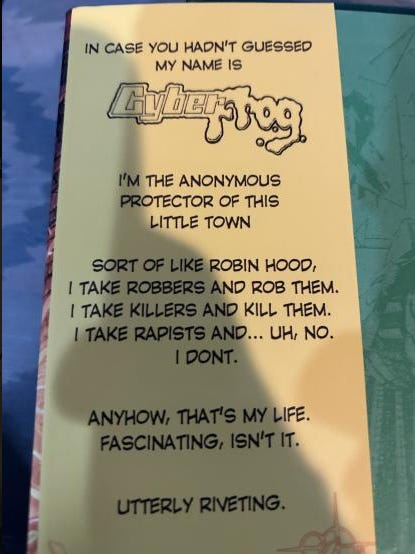 IN CASE YOU HADN'T GUESSED
MY NAME IS
CyberFrog
I'M THE ANONYMOUS
PROTECTOR OF THIS
LITTLE TOWN
SORT OF LIKE ROBIN HOOD,
I TAKE ROBBERS AND ROB THEM.
I TAKE KILLERS AND KILL THEM.
I TAKE RAPISTS AND... UH, NO.
I DONT.
ANYHOW, THAT'S MY LIFE.
FASCINATING, ISN'T IT.
UTTERLY RIVETING.